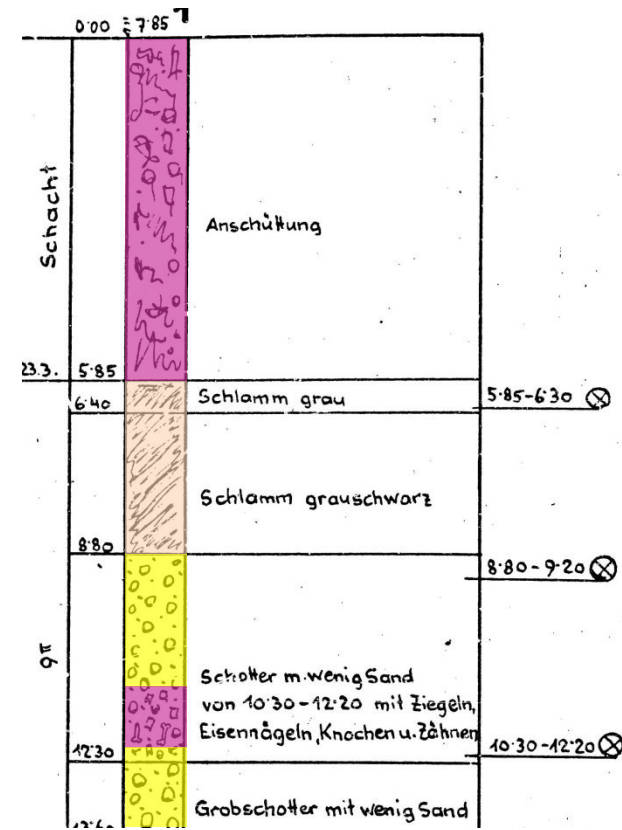 0.00 = 7.85
Schacht
Anschüttung
23.3. 5.85
Schlamm grau
5.85-6.30
6.40
Schlamm grauschwarz
8.80
8.80-9.20
Schotter m. wenig Sand
von 10.30-12.20 mit Ziegeln,
Eisennägeln, Knochen u. Zähnen
10.30-12.20
12.30
Grobschotter mit wenig Sand